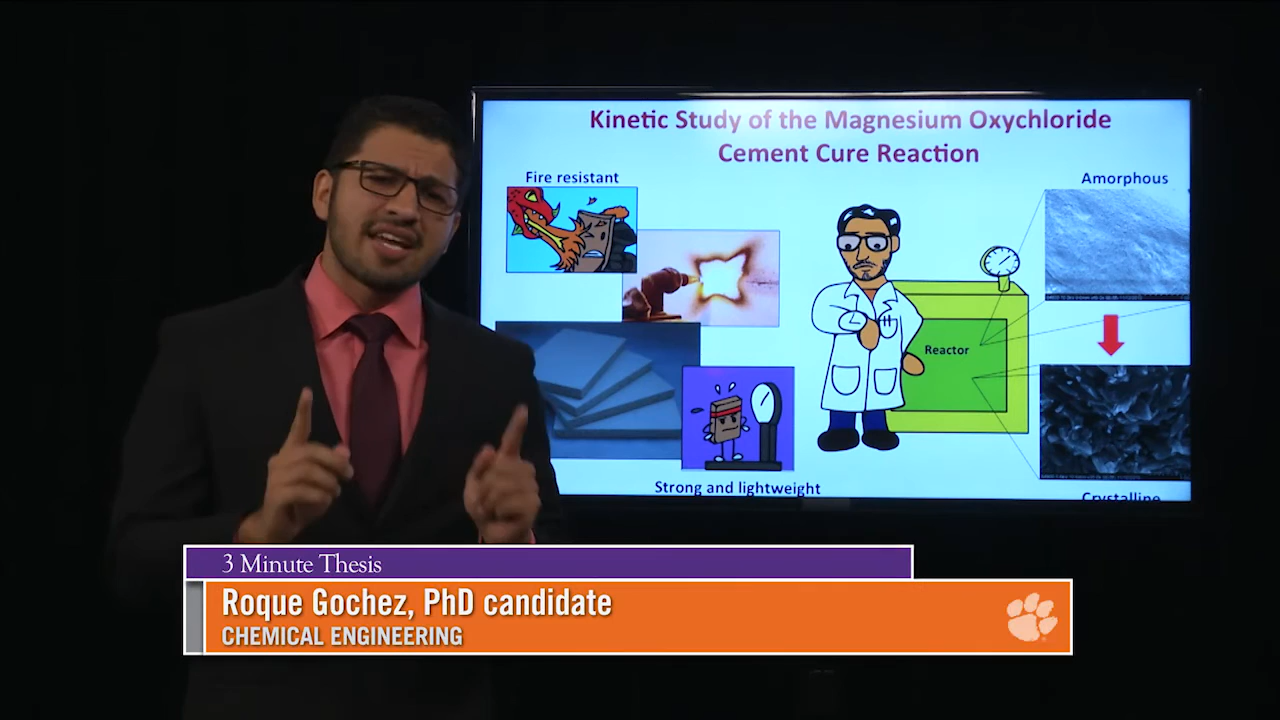 Kinetic Study of the Magnesium Oxychloride
Cement Cure Reaction
Fire resistant
Amorphous
Reactor
Strong and lightweight
Crystalline
3 Minute Thesis
Roque Gochez, PhD candidate
CHEMICAL ENGINEERING